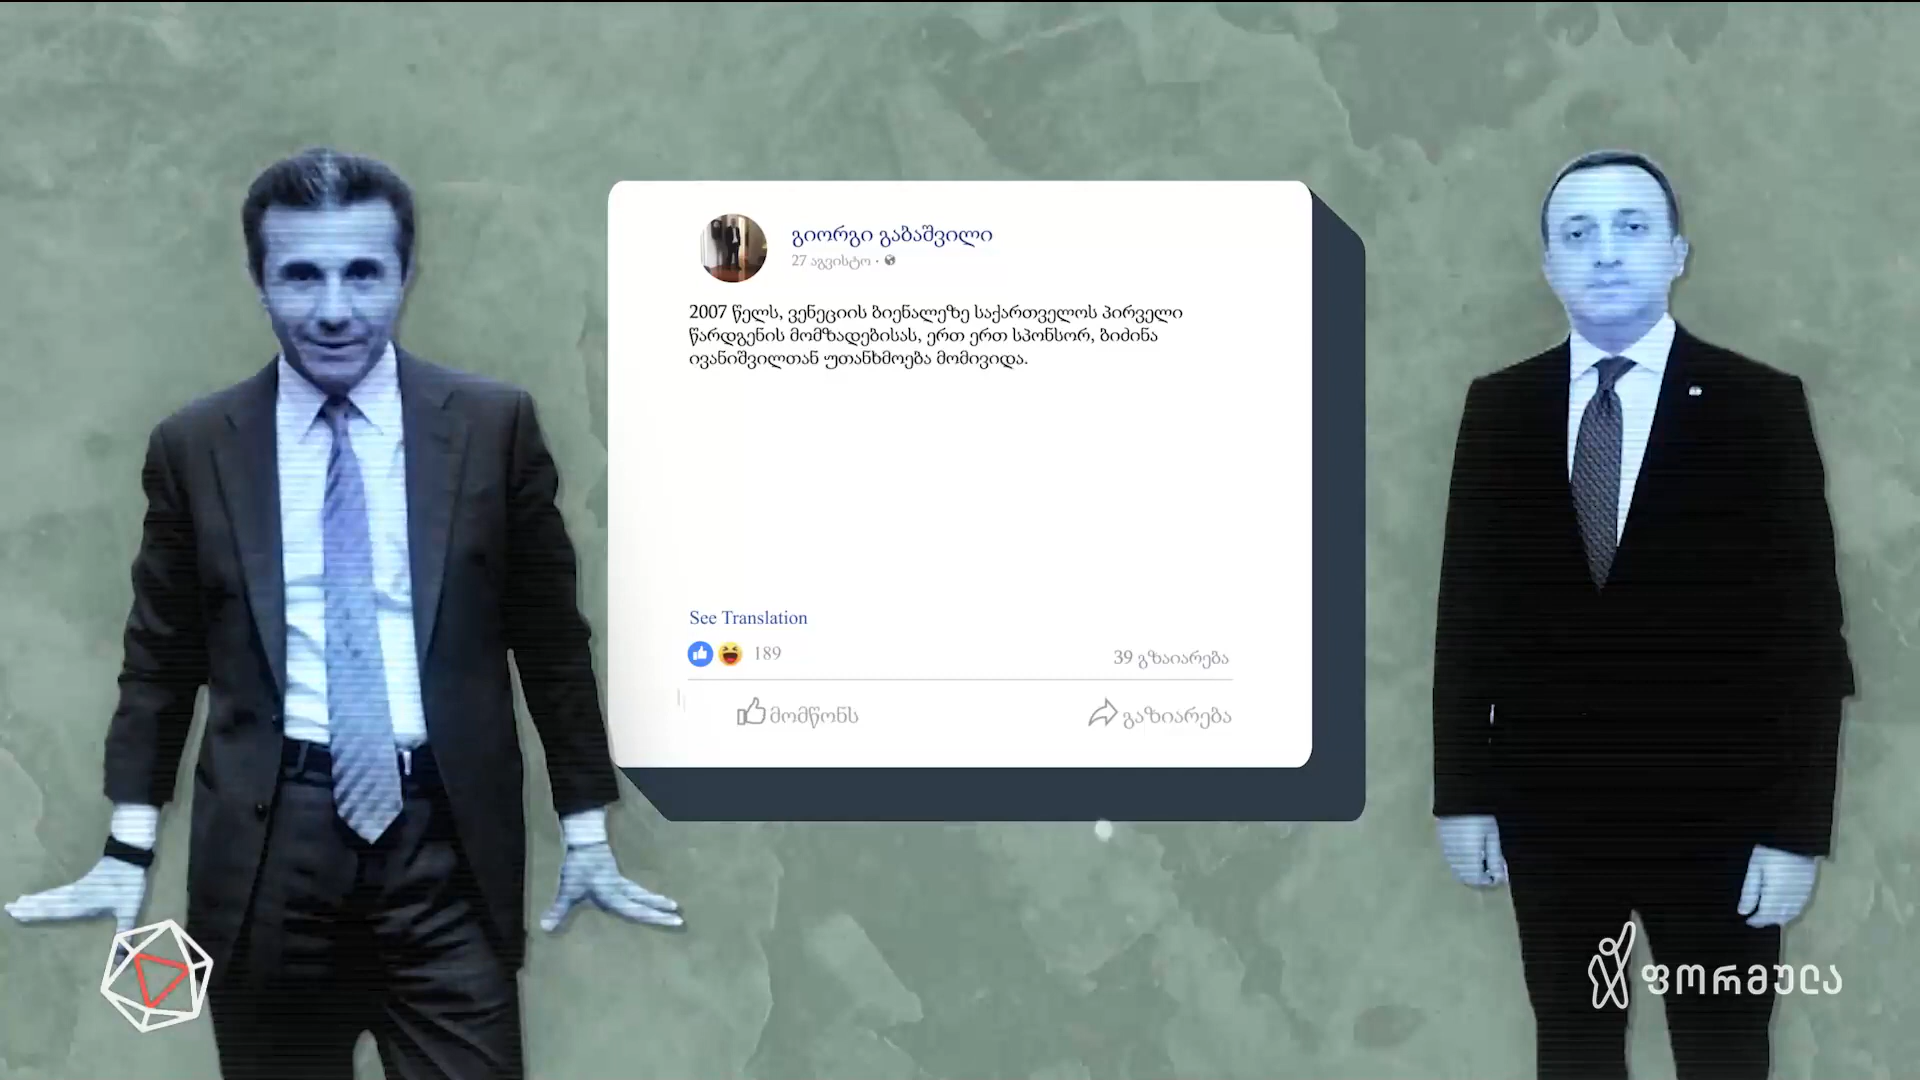 გიორგი გაბაშვილი
27 აგვისტო ·
2007 წელს, ვენეციის ბიენალეზე საქართველოს პირველი
წარდგენის მომზადებისას, ერთ ერთ სპონსორ, ბიძინა
ივანიშვილთან უთანხმოება მომივიდა.
See Translation
189
39 გზაიარება
მომწონს
გაზიარება
ფორმულა